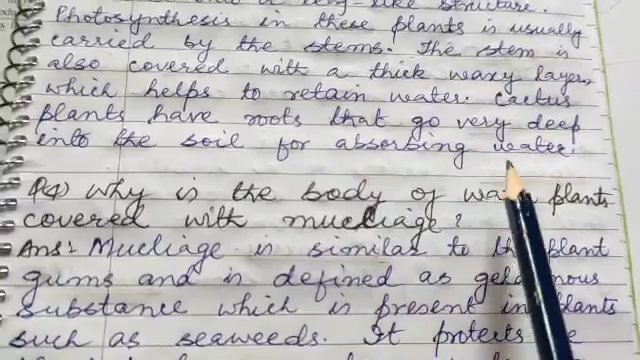 structure.
Photosynthesis in these plants is usually
carried by the stems. The stem is
also covered with a thick waxy layer,
which helps to retain water. Cactus
plants have roots that go very deep
into the soil for absorbing water.
Q4) Why is the body of plants
covered with mucilage?
Ans: Mucliage is similar to the plant
gums and is defined as
substance which is present in plants
such as seaweeds. It protects